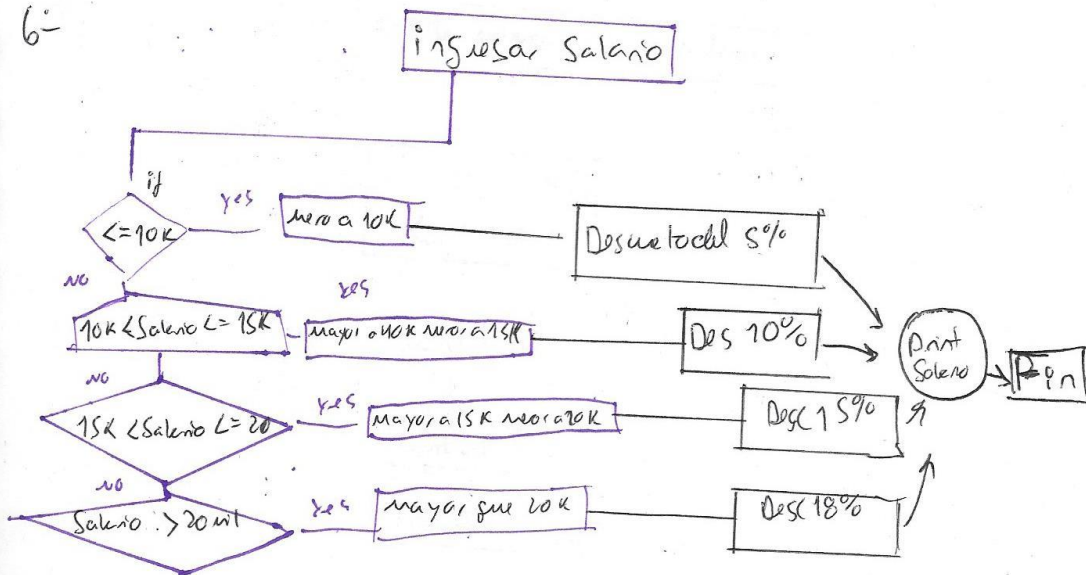 6-
ingresar Salario
if
<=10K
yes
menor a 10K
Descuento del 5%
NO
10K < Salario <= 15K
yes
mayor a 10K menor a 15K
Des 10%
Print
Salario
Fin
NO
15K < Salario <= 20
yes
Mayor a 15K menor a 20K
Desc 15%
NO
Salario > 20 mil
yes
Mayor que 20K
Desc 18%